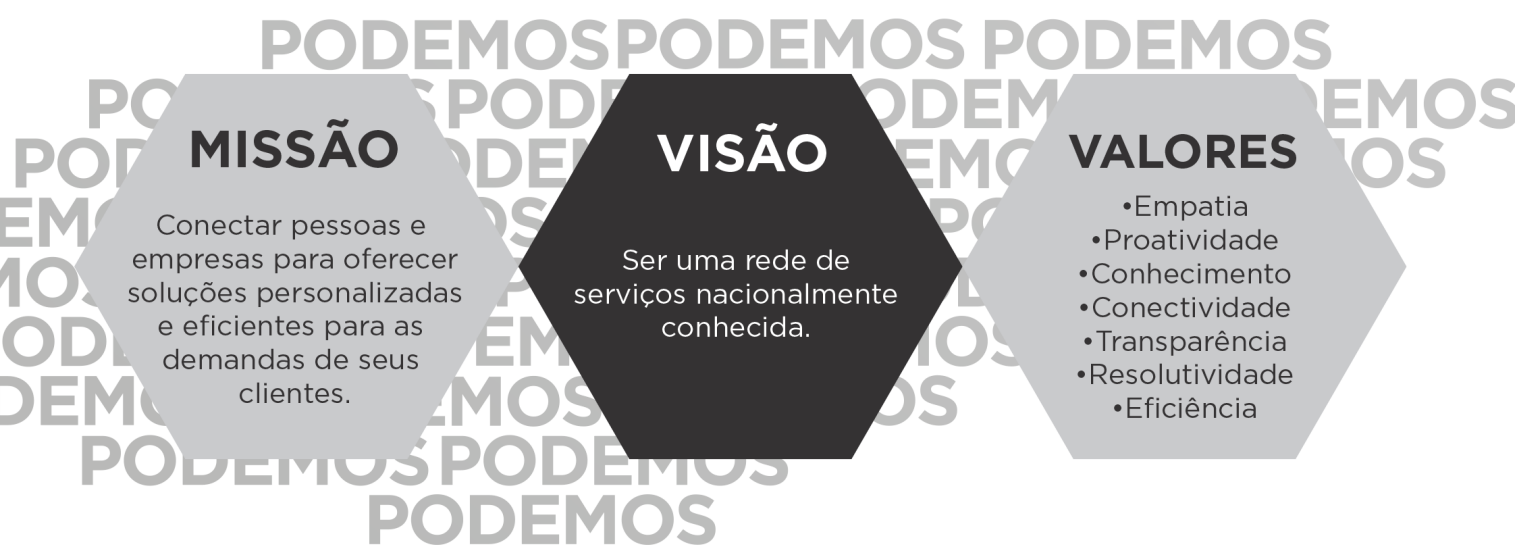 PODEMOS PODEMOS PODEMOS
MISSÃO
Conectar pessoas e
empresas para oferecer
soluções personalizadas
e eficientes para as
demandas de seus
clientes.
VISÃO
Ser uma rede de
serviços nacionalmente
conhecida.
VALORES
•Empatia
•Proatividade
•Conhecimento
•Conectividade
•Transparência
•Resolutividade
•Eficiência
PODEMOS PODEMOS
PODEMOS